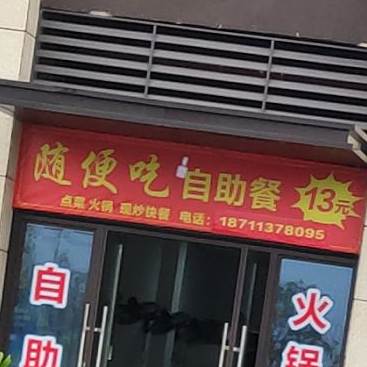 随便吃自助餐 13元
点菜 火锅 现炒快餐 电话：18711378095
自助
火锅